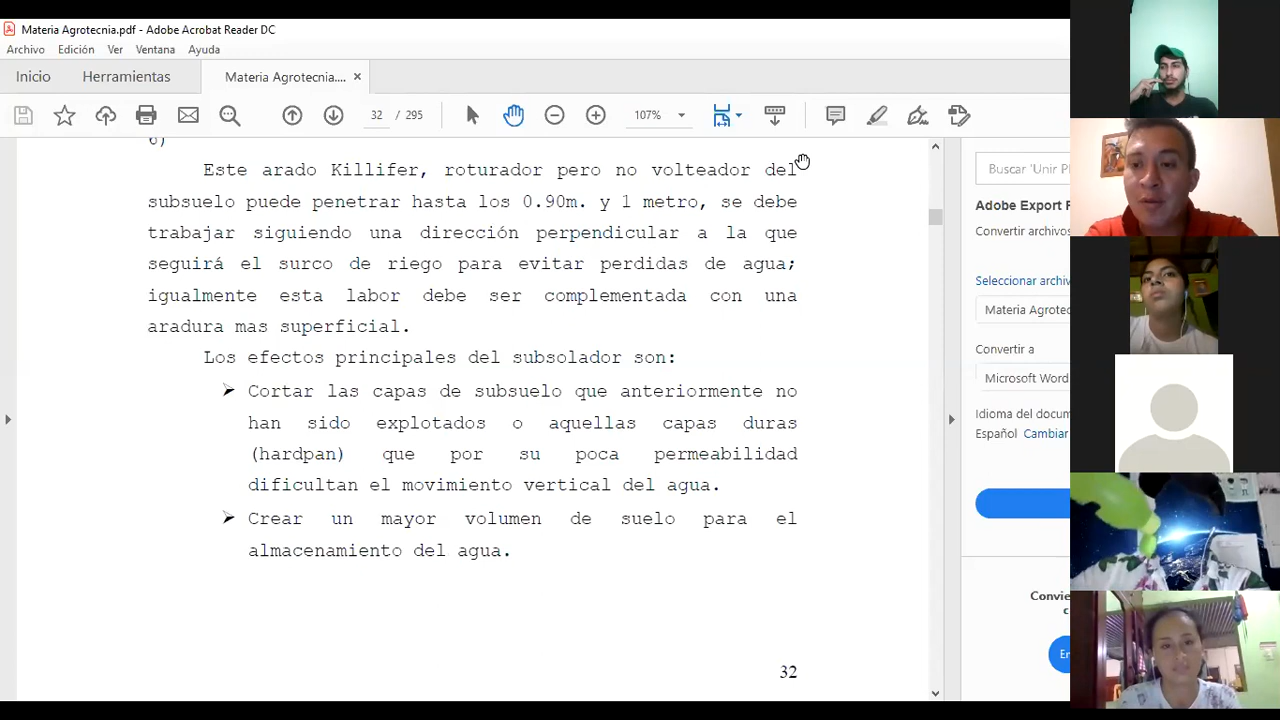 Materia Agrotecnia.pdf - Adobe Acrobat Reader DC
Archivo Edición Ver Ventana Ayuda
Inicio Herramientas Materia Agrotecnia.... ×
32 / 295 107%
6)
Este arado Killifer, roturador pero no volteador del
subsuelo puede penetrar hasta los 0.90m. y 1 metro, se debe
trabajar siguiendo una dirección perpendicular a la que
seguirá el surco de riego para evitar perdidas de agua;
igualmente esta labor debe ser complementada con una
aradura mas superficial.
Los efectos principales del subsolador son:
➢ Cortar las capas de subsuelo que anteriormente no
han sido explotados o aquellas capas duras
(hardpan) que por su poca permeabilidad
dificultan el movimiento vertical del agua.
➢ Crear un mayor volumen de suelo para el
almacenamiento del agua.
32
Buscar 'Unir P
Adobe Export
Convertir archivos
Seleccionar archiv
Materia Agrotec
Convertir a
Microsoft Word
Idioma del docum
Español Cambiar
Convie